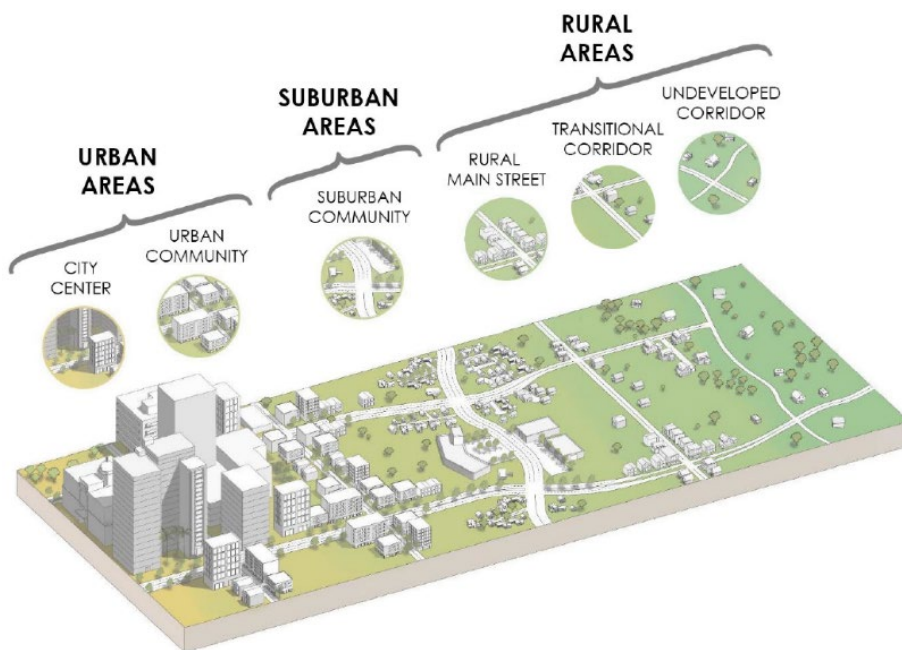 URBAN
AREAS
CITY
CENTER
URBAN
COMMUNITY
SUBURBAN
AREAS
SUBURBAN
COMMUNITY
RURAL
AREAS
RURAL
MAIN STREET
TRANSITIONAL
CORRIDOR
UNDEVELOPED
CORRIDOR